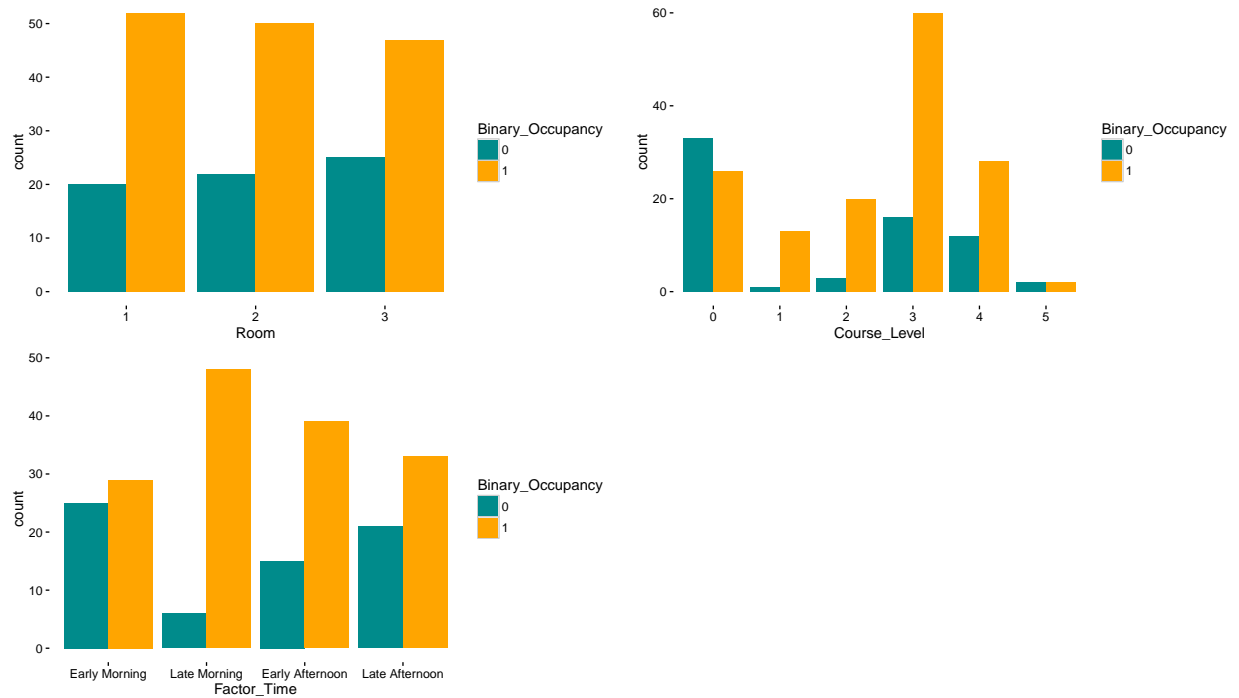 count
50
40
30
20
10
0
1 2 3
Room
Binary_Occupancy
0
1
count
60
40
20
0
0 1 2 3 4 5
Course_Level
Binary_Occupancy
0
1
count
50
40
30
20
10
0
Early Morning Late Morning Early Afternoon Late Afternoon
Factor_Time
Binary_Occupancy
0
1